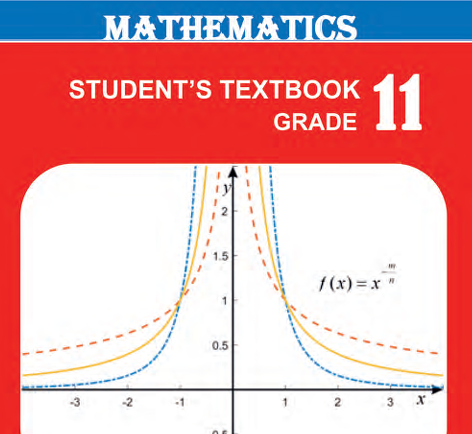 MATHEMATICS
STUDENT'S TEXTBOOK
GRADE 11
y
2
1.5
f(x) = x^{-m/n}
1
0.5
-3 -2 -1 1 2 3 x